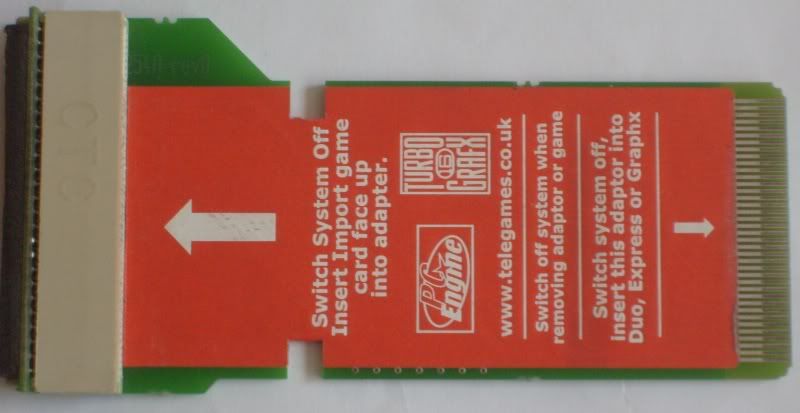 Switch System Off
Insert Import game
card face up
into adapter.
TURBO
16
GRAFX
PC
Engine
www.telegames.co.uk
Switch off system when
removing adaptor or game
Switch system off,
insert this adaptor into
Duo, Express or Graphx